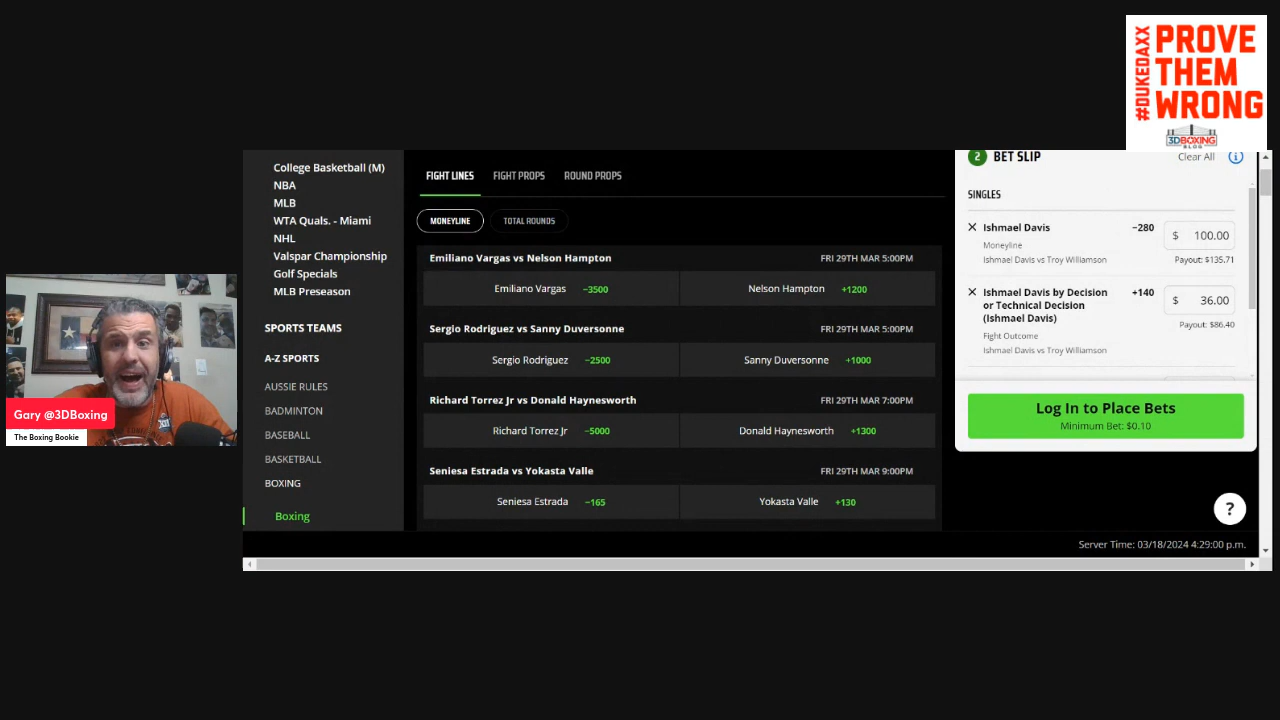 #DUKEDAXX
PROVE
THEM
WRONG
3DBOXING
BLOG
College Basketball (M)
NBA
MLB
WTA Quals. - Miami
NHL
Valspar Championship
Golf Specials
MLB Preseason
SPORTS TEAMS
A-Z SPORTS
AUSSIE RULES
BADMINTON
BASEBALL
BASKETBALL
BOXING
Boxing
FIGHT LINES FIGHT PROPS ROUND PROPS
MONEYLINE TOTAL ROUNDS
Emiliano Vargas vs Nelson Hampton FRI 29TH MAR 5:00PM
Emiliano Vargas −3500 Nelson Hampton +1200
Sergio Rodriguez vs Sanny Duversonne FRI 29TH MAR 5:00PM
Sergio Rodriguez −2500 Sanny Duversonne +1000
Richard Torrez Jr vs Donald Haynesworth FRI 29TH MAR 7:00PM
Richard Torrez Jr −5000 Donald Haynesworth +1300
Seniesa Estrada vs Yokasta Valle FRI 29TH MAR 9:00PM
Seniesa Estrada −165 Yokasta Valle +130
2 BET SLIP Clear All
SINGLES
Ishmael Davis −280 $ 100.00
Moneyline
Ishmael Davis vs Troy Williamson Payout: $135.71
Ishmael Davis by Decision +140 $ 36.00
or Technical Decision
(Ishmael Davis) Payout: $86.40
Fight Outcome
Ishmael Davis vs Troy Williamson
Log In to Place Bets
Minimum Bet: $0.10
?
Server Time: 03/18/2024 4:29:00 p.m.
Gary @3DBoxing
The Boxing Bookie